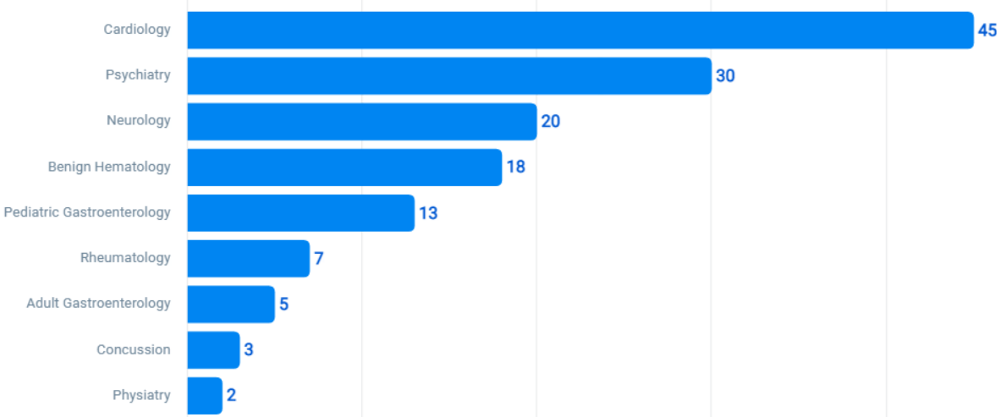 Cardiology 45
Psychiatry 30
Neurology 20
Benign Hematology 18
Pediatric Gastroenterology 13
Rheumatology 7
Adult Gastroenterology 5
Concussion 3
Physiatry 2